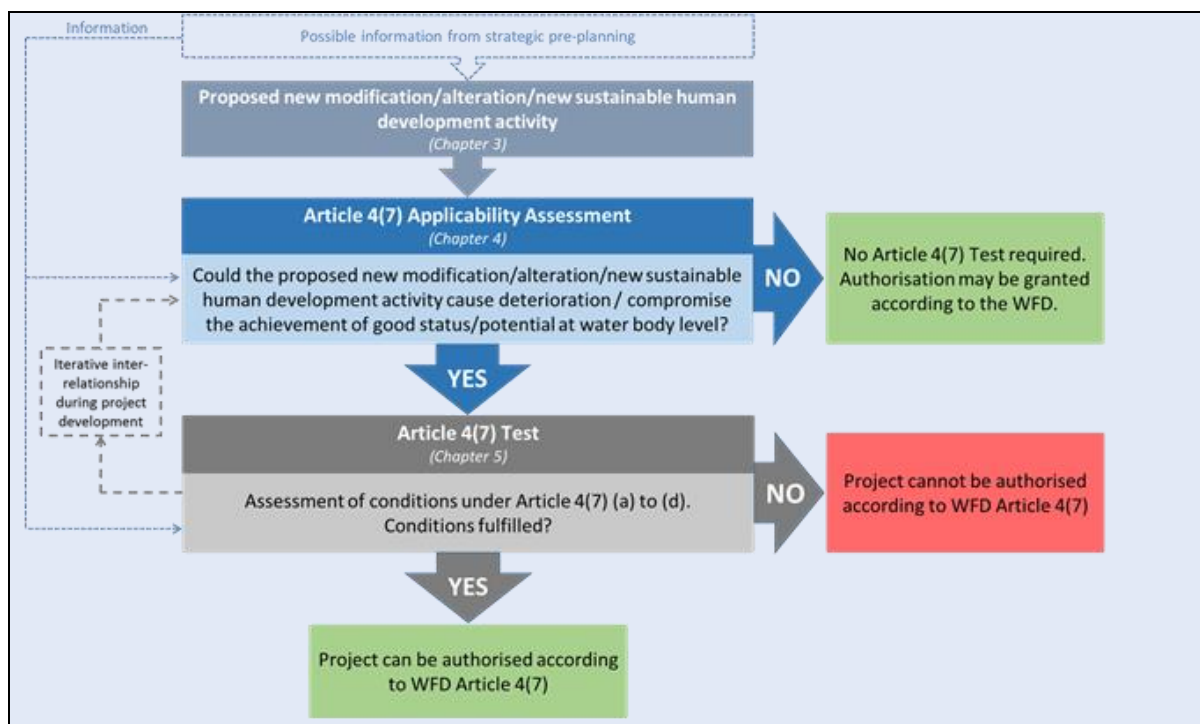 Information
Possible information from strategic pre-planning
Proposed new modification/alteration/new sustainable human
development activity
(Chapter 3)
Article 4(7) Applicability Assessment
(Chapter 4)
Could the proposed new modification/alteration/new sustainable
human development activity cause deterioration / compromise
the achievement of good status/potential at water body level?
NO
No Article 4(7) Test required.
Authorisation may be granted
according to the WFD.
YES
Iterative inter-
relationship
during project
development
Article 4(7) Test
(Chapter 5)
Assessment of conditions under Article 4(7) (a) to (d).
Conditions fulfilled?
NO
Project cannot be authorised
according to WFD Article 4(7)
YES
Project can be authorised according
to WFD Article 4(7)